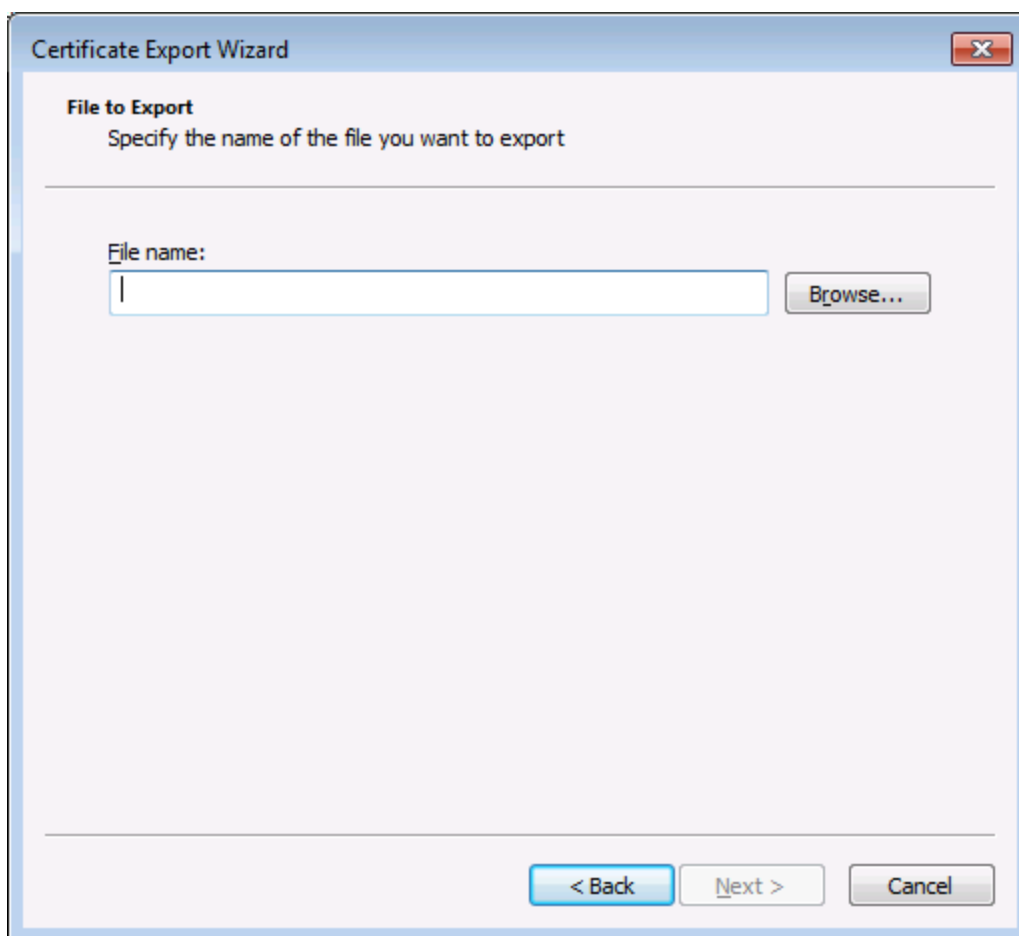 Certificate Export Wizard
File to Export
Specify the name of the file you want to export
File name:
Browse...
< Back Next > Cancel